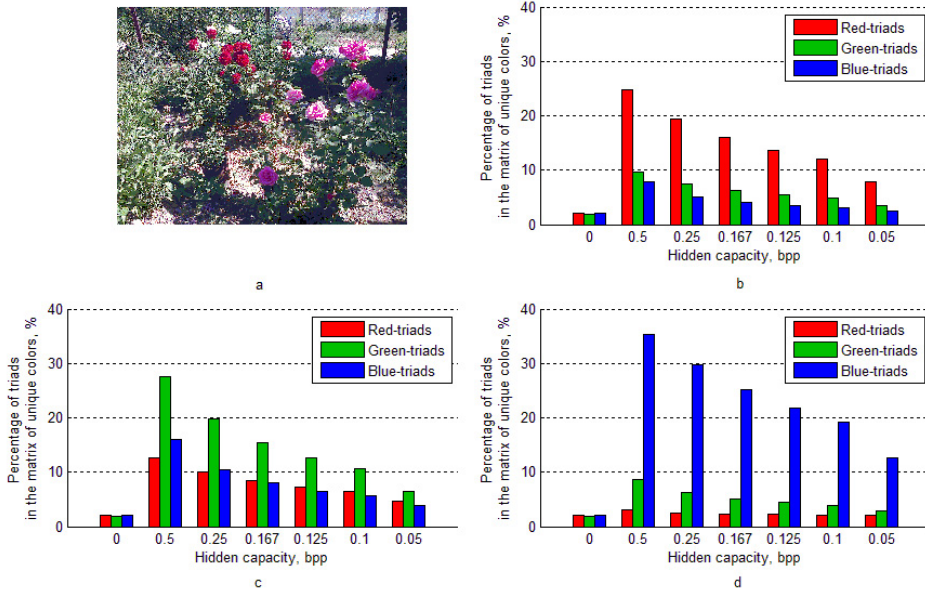 a
40
30
20
10
0
Percentage of triads
in the matrix of unique colors, %
Red-triads
Green-triads
Blue-triads
0 0.5 0.25 0.167 0.125 0.1 0.05
Hidden capacity, bpp
b
40
30
20
10
0
Percentage of triads
in the matrix of unique colors, %
Red-triads
Green-triads
Blue-triads
0 0.5 0.25 0.167 0.125 0.1 0.05
Hidden capacity, bpp
c
40
30
20
10
0
Percentage of triads
in the matrix of unique colors, %
Red-triads
Green-triads
Blue-triads
0 0.5 0.25 0.167 0.125 0.1 0.05
Hidden capacity, bpp
d